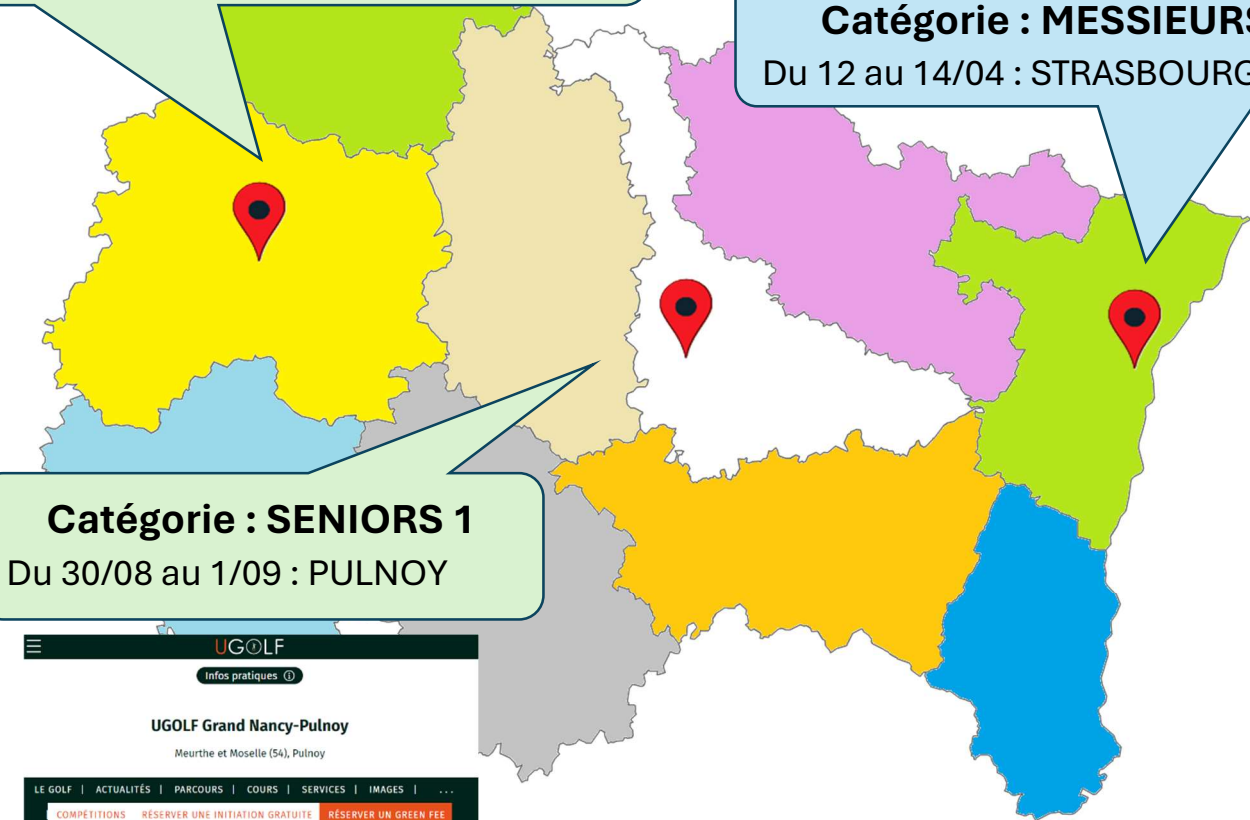 Catégorie : MESSIEURS
Du 12 au 14/04 : STRASBOURG
Catégorie : SENIORS 1
Du 30/08 au 1/09 : PULNOY
UGOLF
Infos pratiques
UGOLF Grand Nancy-Pulnoy
Meurthe et Moselle (54), Pulnoy
LE GOLF | ACTUALITÉS | PARCOURS | COURS | SERVICES | IMAGES | ...
COMPÉTITIONS RÉSERVER UNE INITIATION GRATUITE RÉSERVER UN GREEN FEE